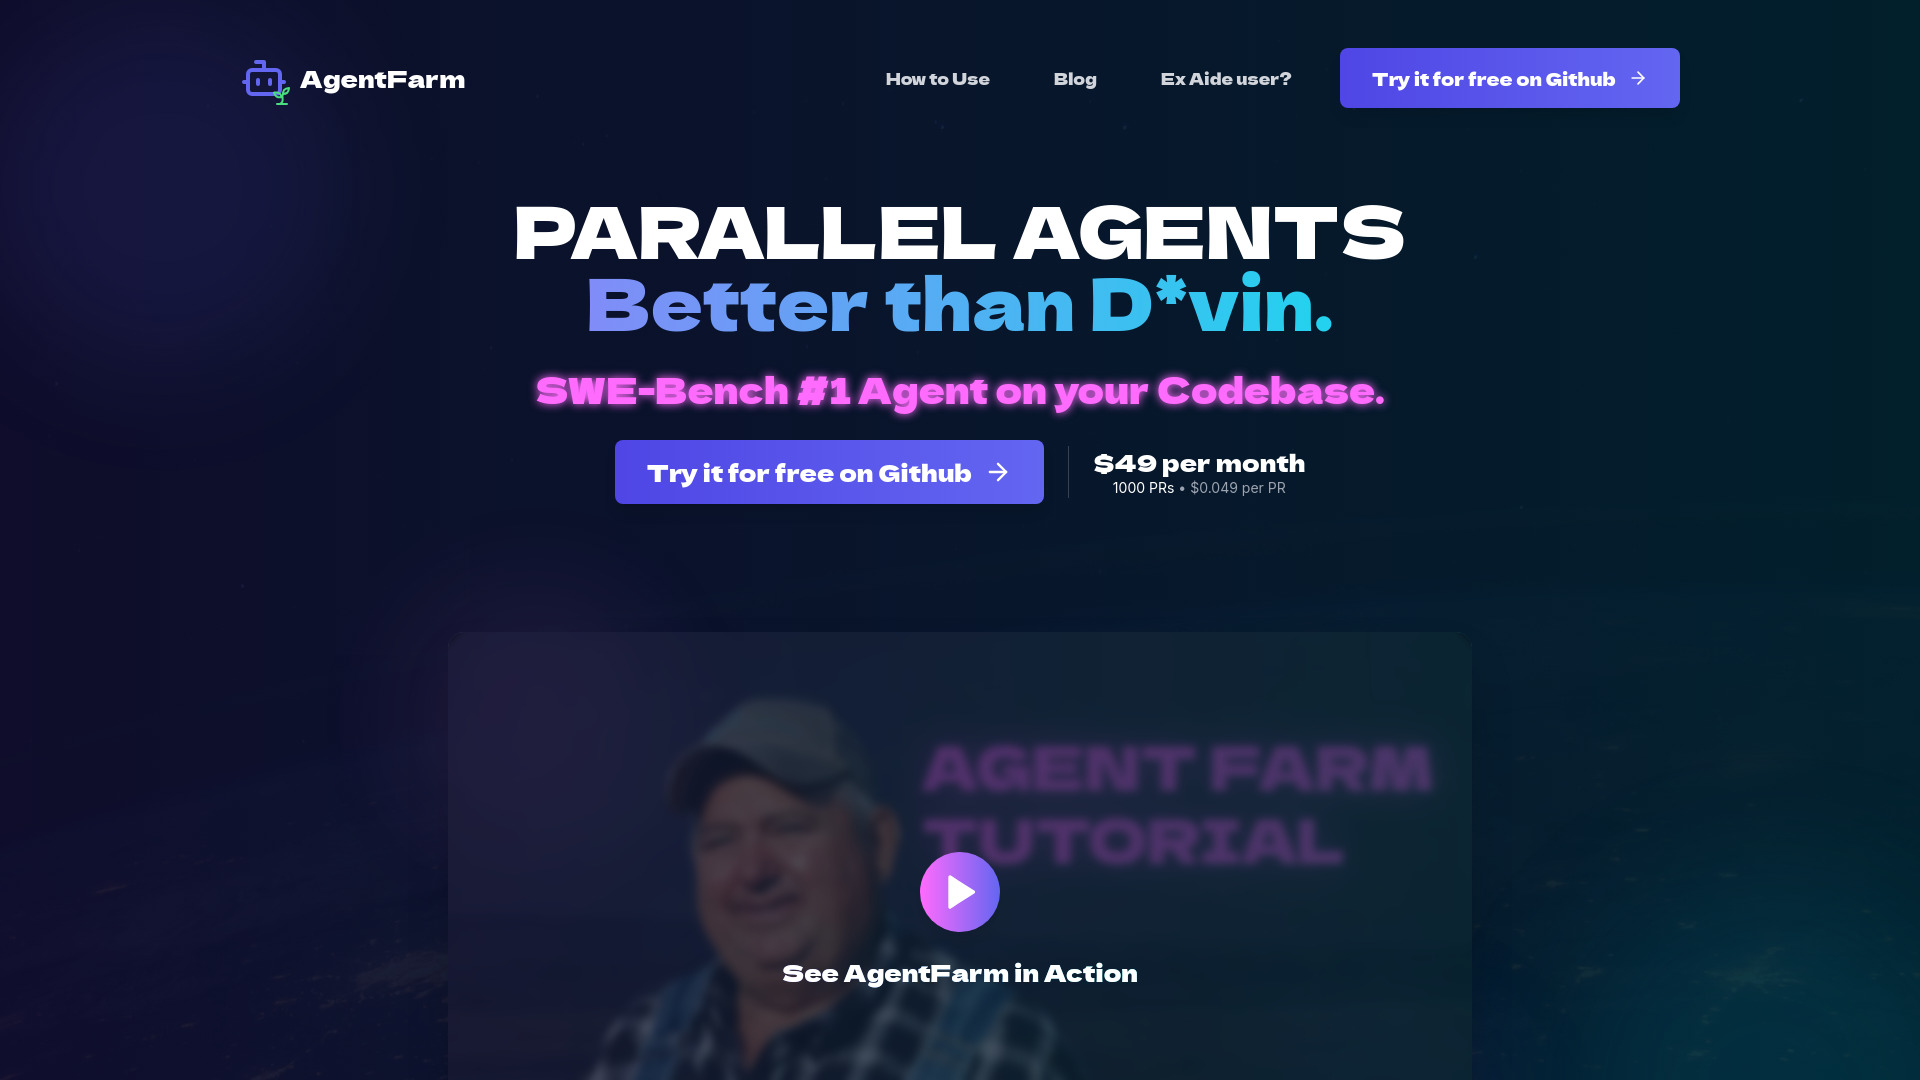 AgentFarm
How to Use
Blog
Ex Aide user?
Try it for free on Github
PARALLEL AGENTS
Better than D*vin.
SWE-Bench #1 Agent on your Codebase.
Try it for free on Github
$49 per month
1000 PRs • $0.049 per PR
AGENT FARM
TUTORIAL
See AgentFarm in Action